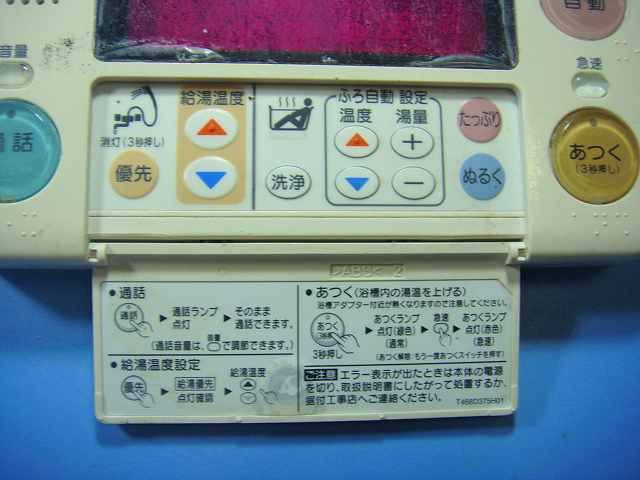 自動
音量
急速
通話
給湯温度
ふろ自動 設定
温度 湯量
消灯(3秒押し)
優先
洗浄
＋
－
たっぷり
ぬるく
あつく
(3秒押し)
>ABS< 2
●通話
通話
▶ 通話ランプ点灯
▶ そのまま通話できます。
(通話音量は、音量で調節できます。)
●給湯温度設定
優先
▶ 給湯優先点灯確認
▶ 給湯温度
●あつく(浴槽内の湯温を上げる)
浴槽アダプター付近が熱くなりますので注意してください。
あつく
3秒押し
▶ あつくランプ点灯(緑色)(通常)
▶ 急速
▶ あつくランプ点灯(赤色)(急速)
(あつく解除:もう一度あつくスイッチを押す)
ご注意 エラー表示が出たときは本体の電源
を切り、取扱説明書にしたがって処置するか、
据付工事店へご連絡ください。
T468D375H01